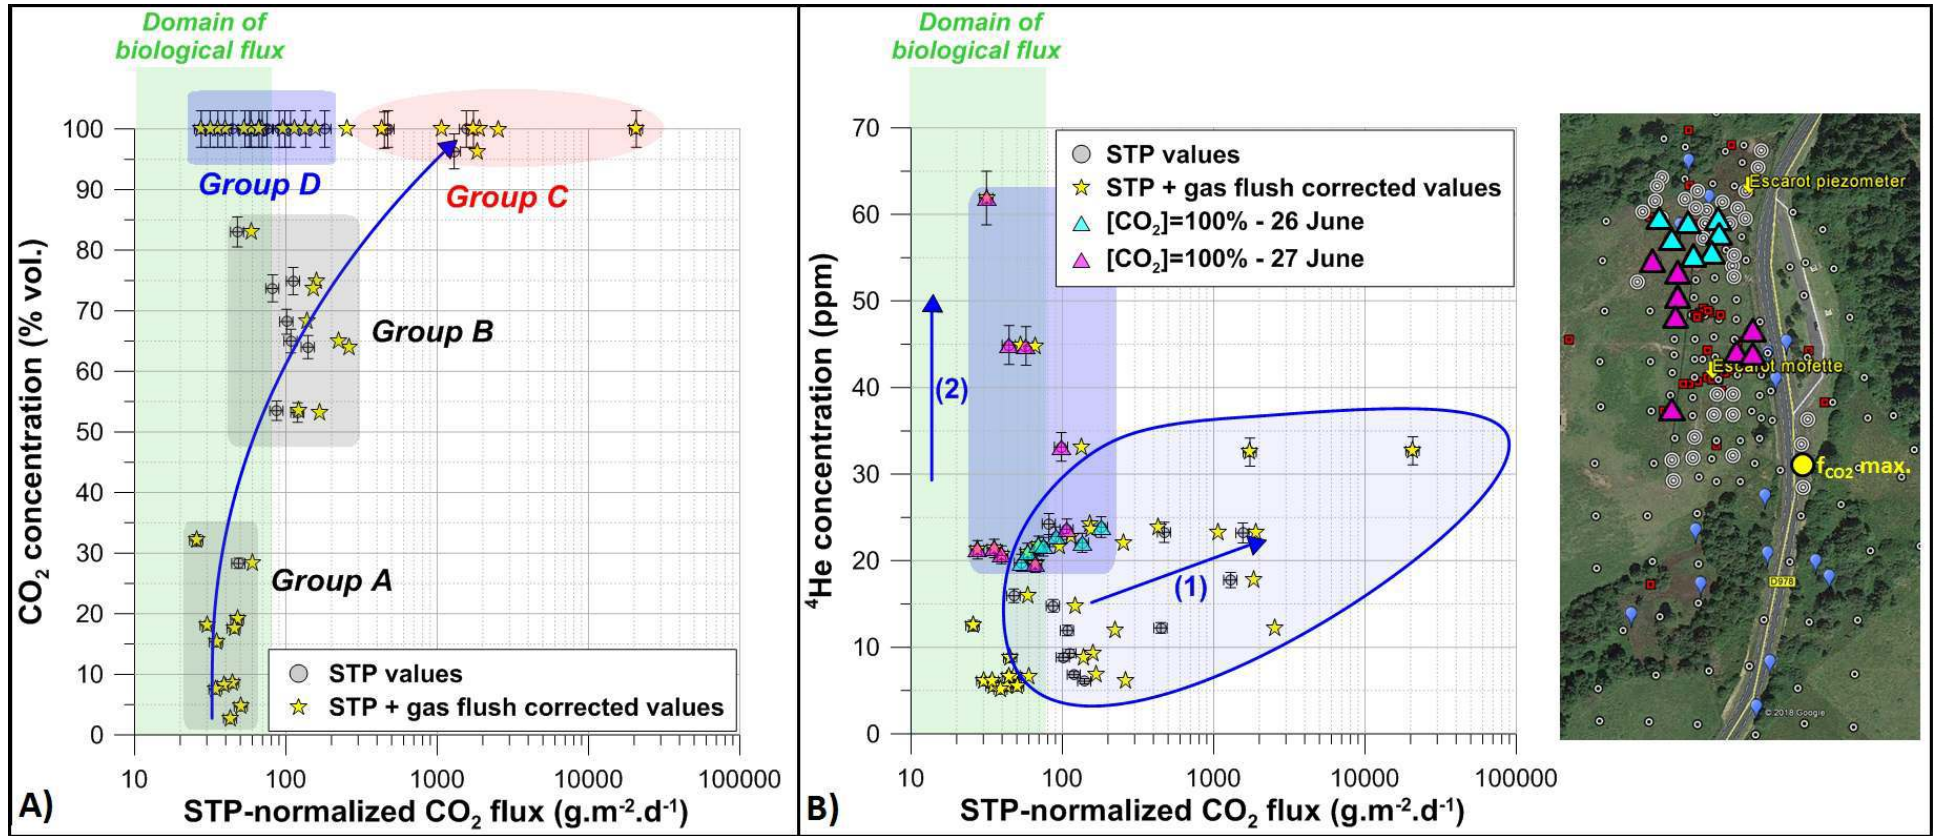 Domain of
biological flux
100
90
80
70
60
50
40
30
20
10
0
CO₂ concentration (% vol.)
Group D
Group C
Group B
Group A
STP values
STP + gas flush corrected values
10
100
1000
10000
100000
STP-normalized CO₂ flux (g.m⁻².d⁻¹)
A)
Domain of
biological flux
70
60
50
40
30
20
10
0
⁴He concentration (ppm)
STP values
STP + gas flush corrected values
[CO₂]=100% - 26 June
[CO₂]=100% - 27 June
(2)
(1)
10
100
1000
10000
100000
STP-normalized CO₂ flux (g.m⁻².d⁻¹)
B)
Escarot piezometer
Escarot mofette
fCO2 max.
D978
© 2018 Google